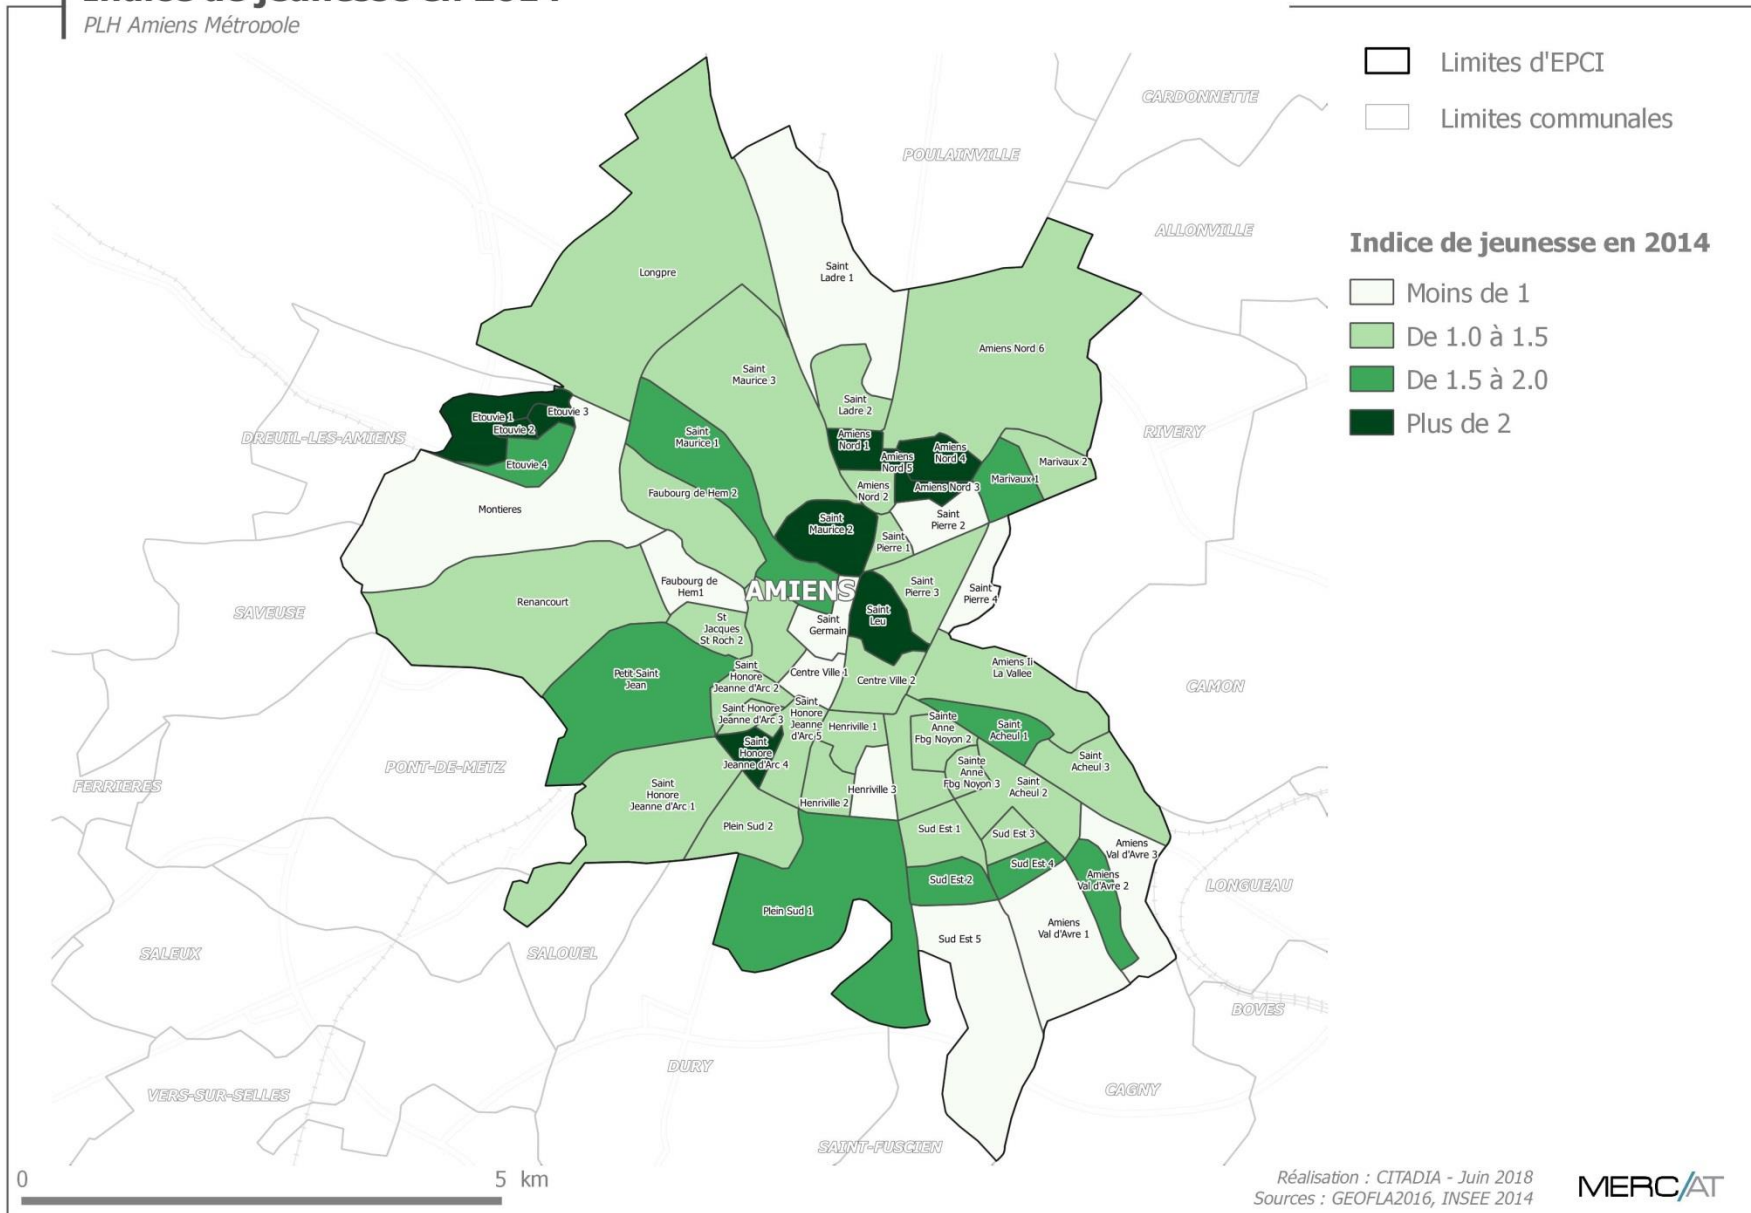 PLH Amiens Métropole
Limites d'EPCI
Limites communales
Indice de jeunesse en 2014
Moins de 1
De 1.0 à 1.5
De 1.5 à 2.0
Plus de 2
CARDONNETTE
POULAINVILLE
ALLONVILLE
Longpre
Saint
Ladre 1
Amiens Nord 6
Saint
Maurice 3
Saint
Ladre 2
Etouvie 1
Etouvie 3
Etouvie 2
Etouvie 4
DREUIL-LES-AMIENS
RIVERY
Saint
Maurice 1
Amiens
Nord 1
Amiens
Nord 5
Amiens
Nord 4
Amiens Nord 3
Marivaux 2
Marivaux 1
Amiens
Nord 2
Faubourg de Hem 2
Montieres
Saint
Maurice 2
Saint
Pierre 2
Saint
Pierre 1
AMIENS
Faubourg de
Hem1
Saint
Pierre 3
Saint
Pierre 4
Renancourt
SAVEUSE
Saint
Leu
Saint
Germain
St
Jacques
St Roch 2
Petit Saint
Jean
Saint
Honore
Jeanne d'Arc 2
Centre Ville 1
Centre Ville 2
Amiens Ii
La Vallee
CAMON
Saint Honore
Jeanne d'Arc 3
Saint
Honore
Jeanne
d'Arc 5
Henriville 1
Sainte
Anne
Fbg Noyon 2
Saint
Acheul 1
Saint
Honore
Jeanne d'Arc 4
Sainte
Anne
Fbg Noyon 3
Saint
Acheul 3
Saint
Acheul 2
FERRIERES
PONT-DE-METZ
Saint
Honore
Jeanne d'Arc 1
Henriville 2
Henriville 3
Plein Sud 2
Sud Est 1
Sud Est 3
Amiens
Val d'Avre 3
Sud Est 2
Sud Est 4
Amiens
Val d'Avre 2
LONGUEAU
Plein Sud 1
Sud Est 5
Amiens
Val d'Avre 1
SALEUX
SALOUEL
BOVES
DURY
CAGNY
VERS-SUR-SELLES
SAINT-FUSCIEN
0 5 km
Réalisation : CITADIA - Juin 2018
Sources : GEOFLA2016, INSEE 2014
MERC/AT